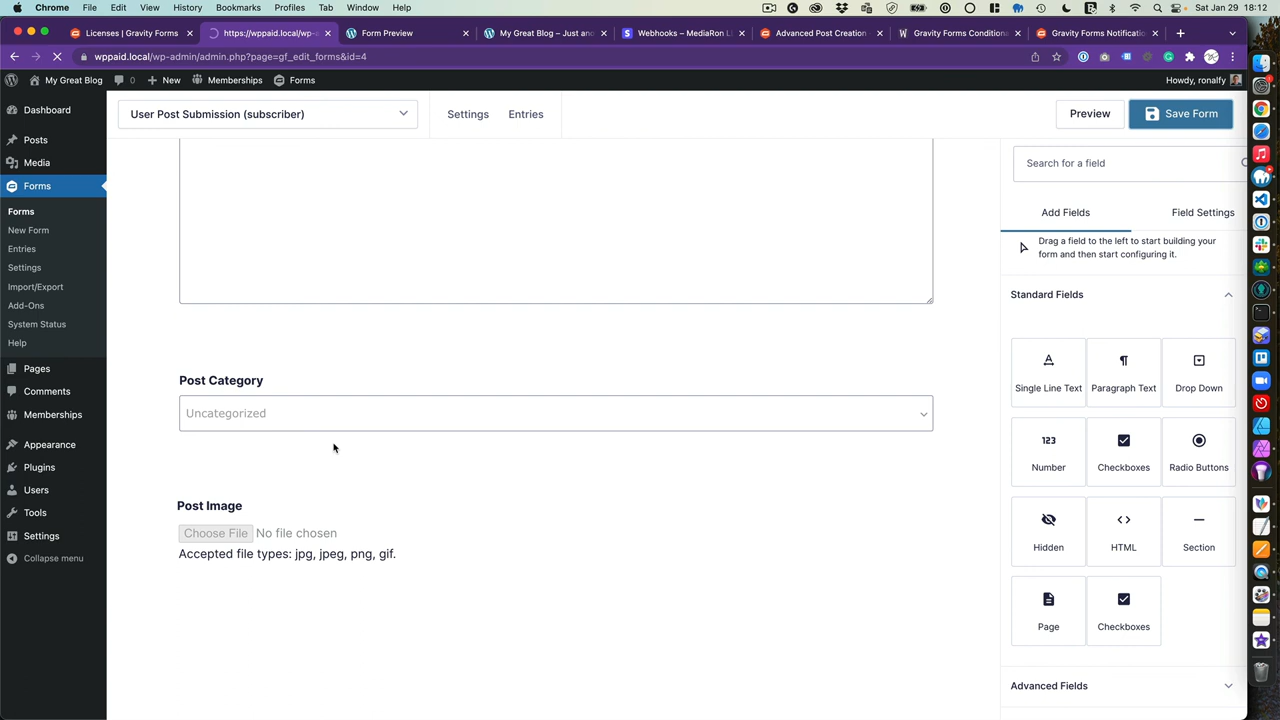 Chrome File Edit View History Bookmarks Profiles Tab Window Help
Sat Jan 29 18:12
Licenses | Gravity Forms
https://wppaid.local/wp-
Form Preview
My Great Blog – Just an
Webhooks – MediaRon Ll
Advanced Post Creation
Gravity Forms Condition
Gravity Forms Notificatio
wppaid.local/wp-admin/admin.php?page=gf_edit_forms&id=4
My Great Blog 0 New Memberships Forms
Howdy, ronalfy
Dashboard
Posts
Media
Forms
Forms
New Form
Entries
Settings
Import/Export
Add-Ons
System Status
Help
Pages
Comments
Memberships
Appearance
Plugins
Users
Tools
Settings
Collapse menu
User Post Submission (subscriber)
Settings
Entries
Preview
Save Form
Post Category
Uncategorized
Post Image
Choose File No file chosen
Accepted file types: jpg, jpeg, png, gif.
Search for a field
Add Fields
Field Settings
Drag a field to the left to start building your
form and then start configuring it.
Standard Fields
Single Line Text
Paragraph Text
Drop Down
123
Number
Checkboxes
Radio Buttons
Hidden
HTML
Section
Page
Checkboxes
Advanced Fields